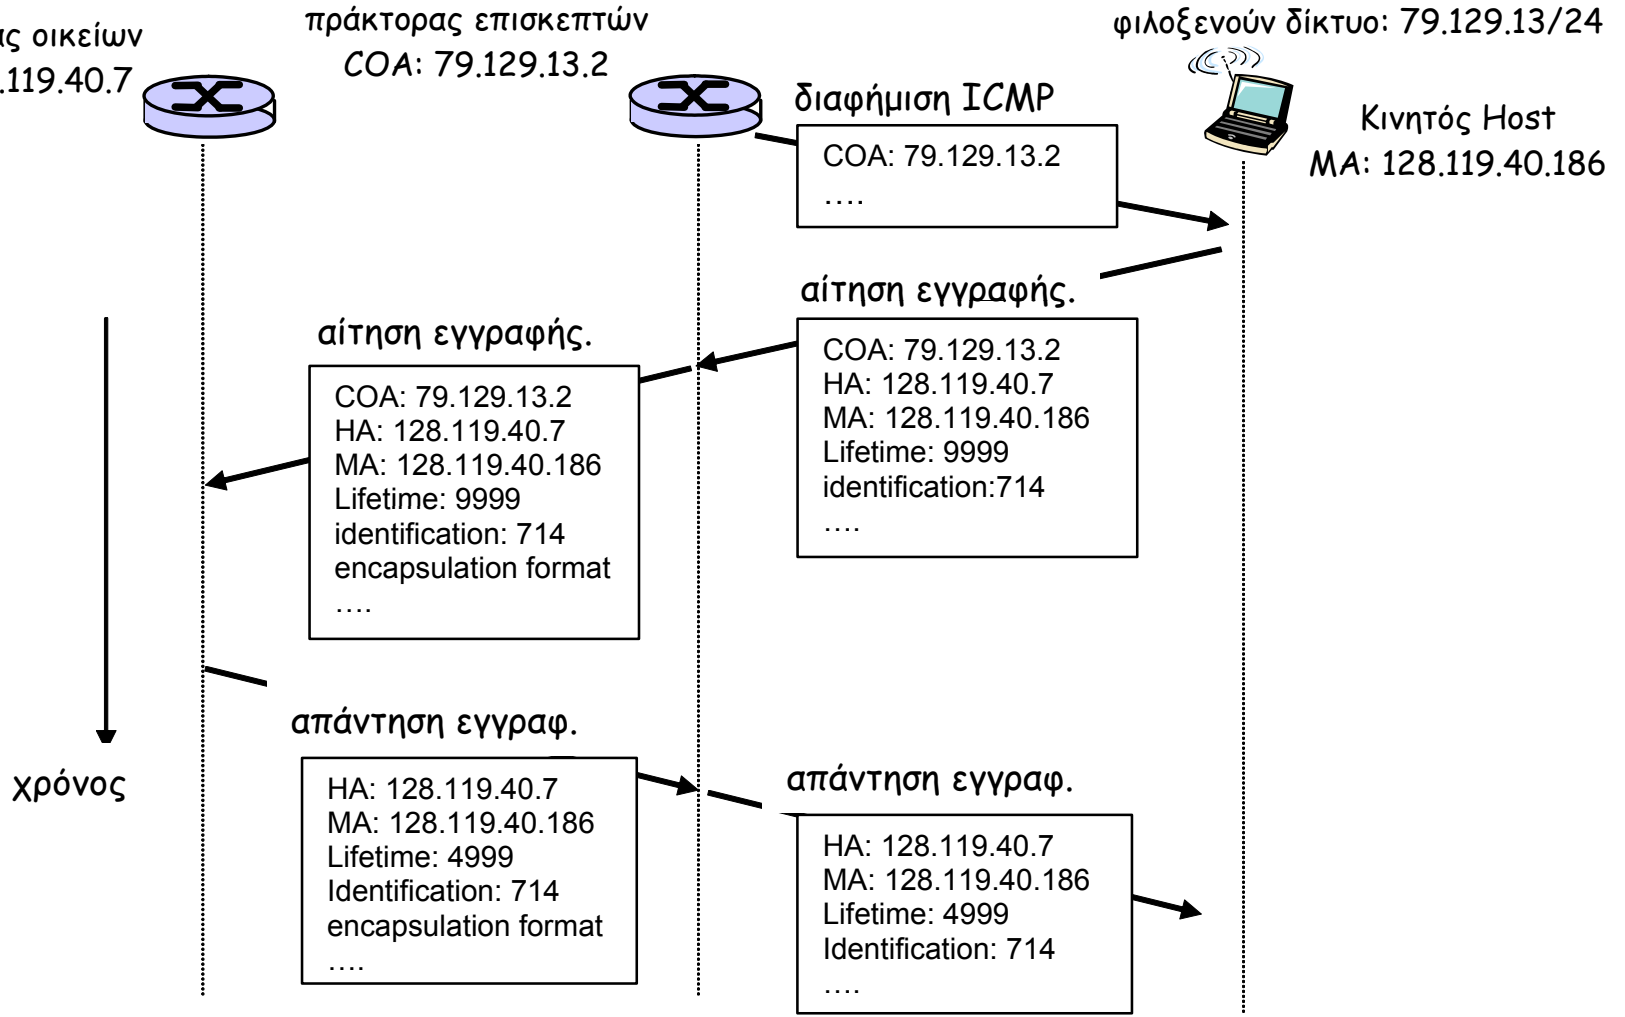 οικείων
.119.40.7
πράκτορας επισκεπτών
COA: 79.129.13.2
φιλοξενούν δίκτυο: 79.129.13/24
Κινητός Host
MA: 128.119.40.186
διαφήμιση ICMP
COA: 79.129.13.2
….
αίτηση εγγραφής.
COA: 79.129.13.2
HA: 128.119.40.7
MA: 128.119.40.186
Lifetime: 9999
identification:714
….
αίτηση εγγραφής.
COA: 79.129.13.2
HA: 128.119.40.7
MA: 128.119.40.186
Lifetime: 9999
identification: 714
encapsulation format
….
χρόνος
απάντηση εγγραφ.
HA: 128.119.40.7
MA: 128.119.40.186
Lifetime: 4999
Identification: 714
encapsulation format
….
απάντηση εγγραφ.
HA: 128.119.40.7
MA: 128.119.40.186
Lifetime: 4999
Identification: 714
….